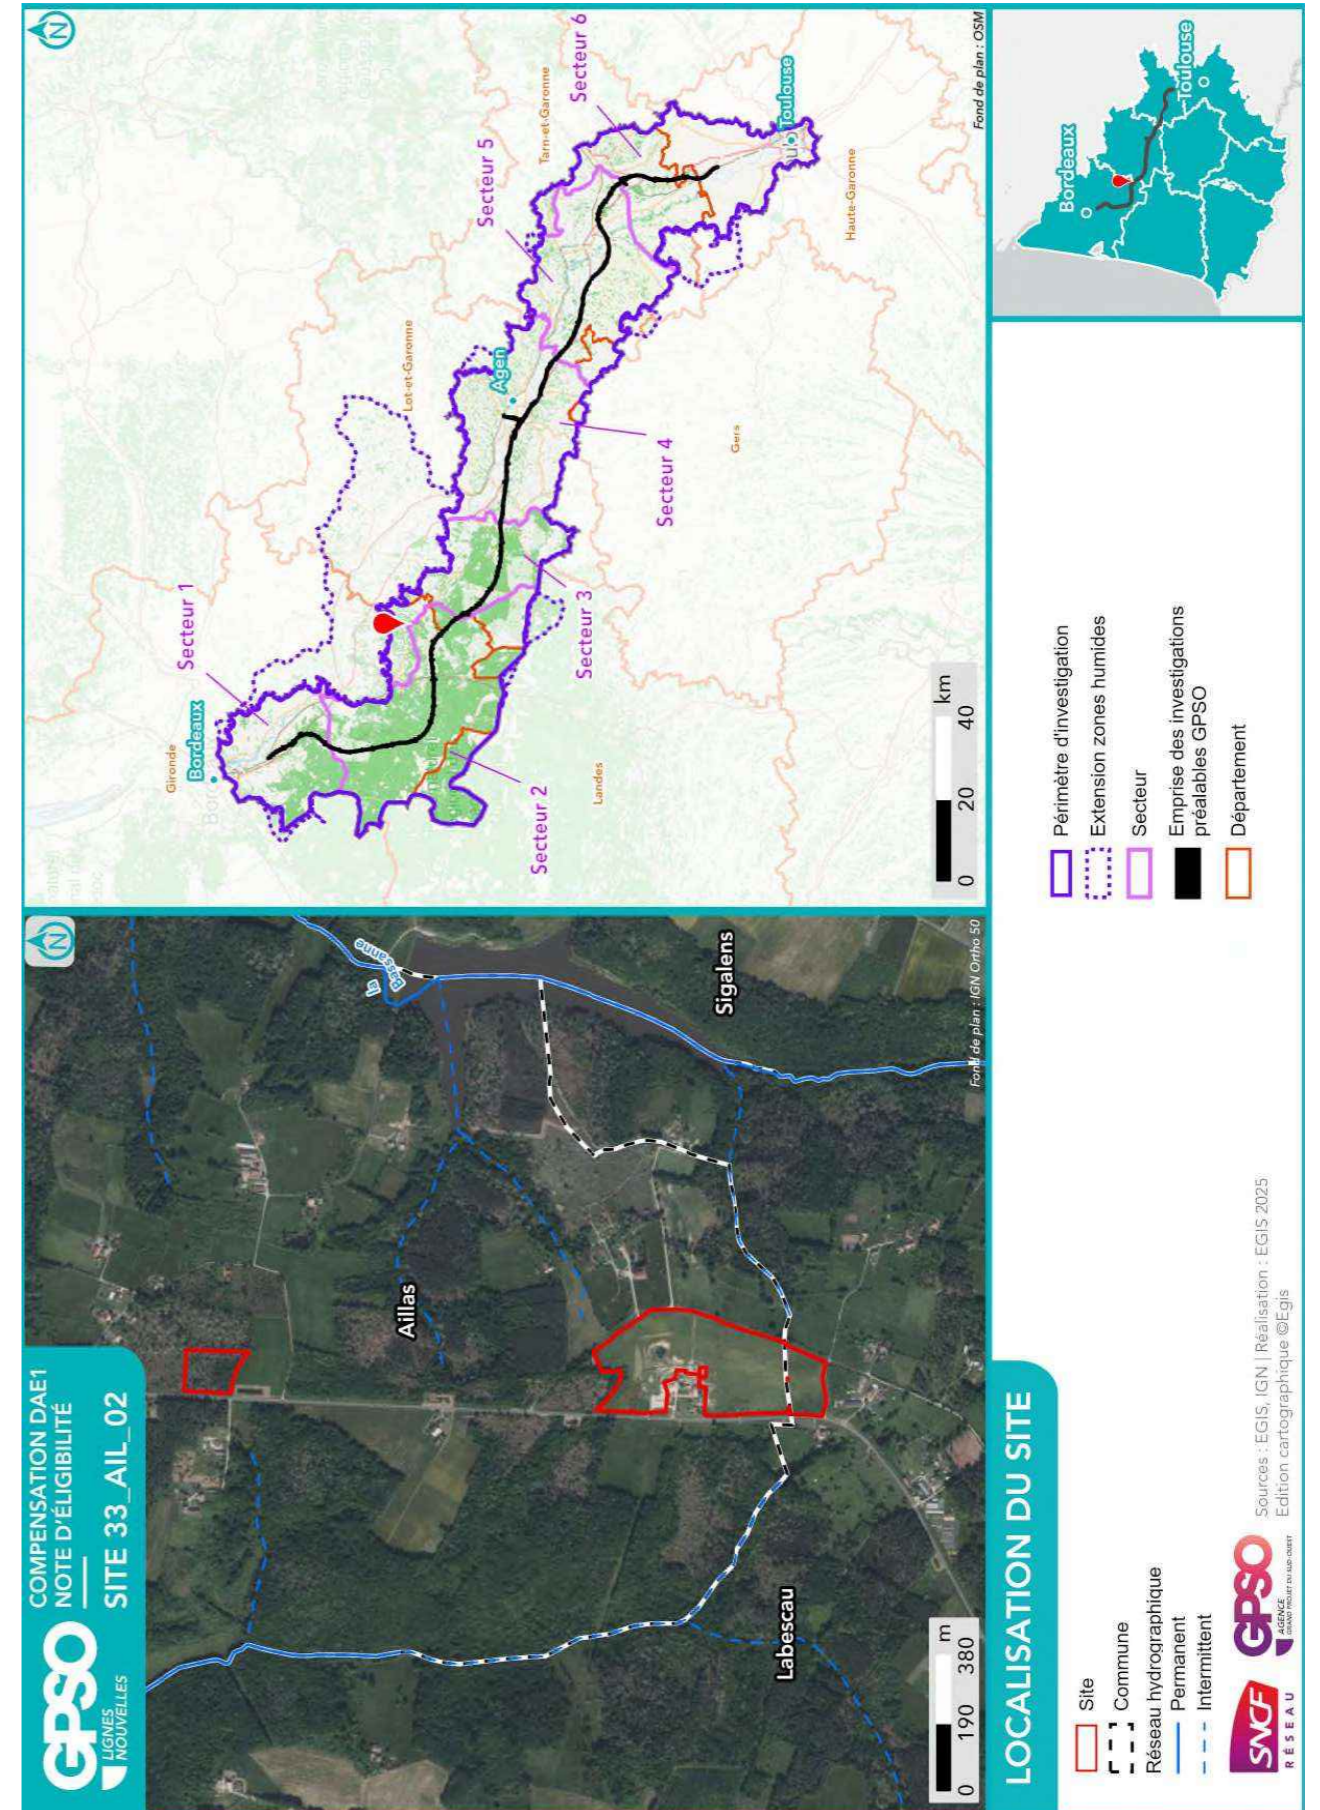 GPSO
LIGNES
NOUVELLES
COMPENSATION DAE1
NOTE D'ÉLIGIBILITÉ
SITE 33_AIL_02
N
la
Bassanne
Aillas
Sigalens
Labescau
0 190 380 m
Fond de plan : IGN Ortho 50
N
Secteur 1
Secteur 2
Secteur 3
Secteur 4
Secteur 5
Secteur 6
Gironde
Bordeaux
Lot-et-Garonne
Agen
Tarn-et-Garonne
Toulouse
Haute-Garonne
Gers
Landes
0 20 40 km
Fond de plan : OSM
LOCALISATION DU SITE
Site
Commune
Réseau hydrographique
Permanent
Intermittent
Périmètre d'investigation
Extension zones humides
Secteur
Emprise des investigations
préalables GPSO
Département
Bordeaux
Toulouse
SNCF
RÉSEAU
GPSO
AGENCE
GRAND PROJET DU SUD-OUEST
Sources : EGIS, IGN | Réalisation : EGIS 2025
Edition cartographique ©Egis